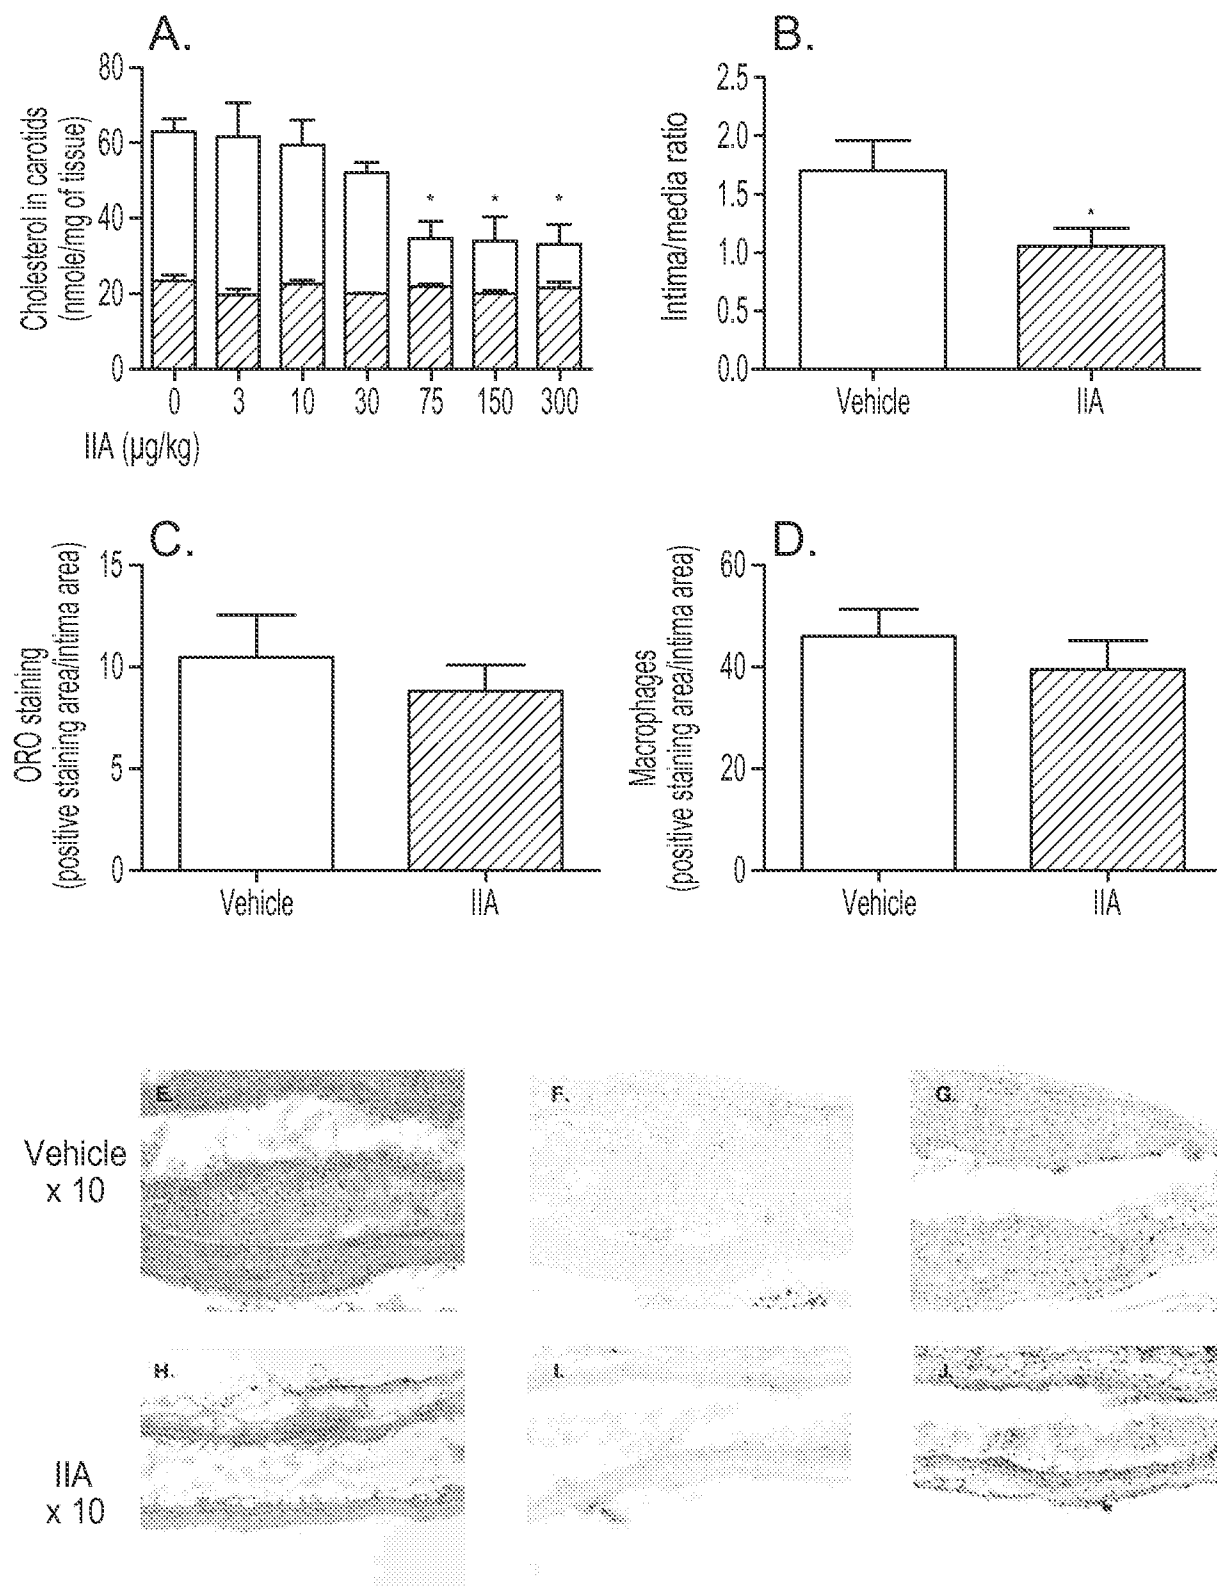 A.
Cholesterol in carotids
(nmole/mg of tissue)
80
60
40
20
0
* * *
0 3 10 30 75 150 300
IIA (µg/kg)
B.
Intima/media ratio
2.5
2.0
1.5
1.0
0.5
0.0
*
Vehicle IIA
C.
ORO staining
(positive staining area/intima area)
15
10
5
0
Vehicle IIA
D.
Macrophages
(positive staining area/intima area)
60
40
20
0
Vehicle IIA
E. F. G.
Vehicle
x 10
H. I. J.
IIA
x 10